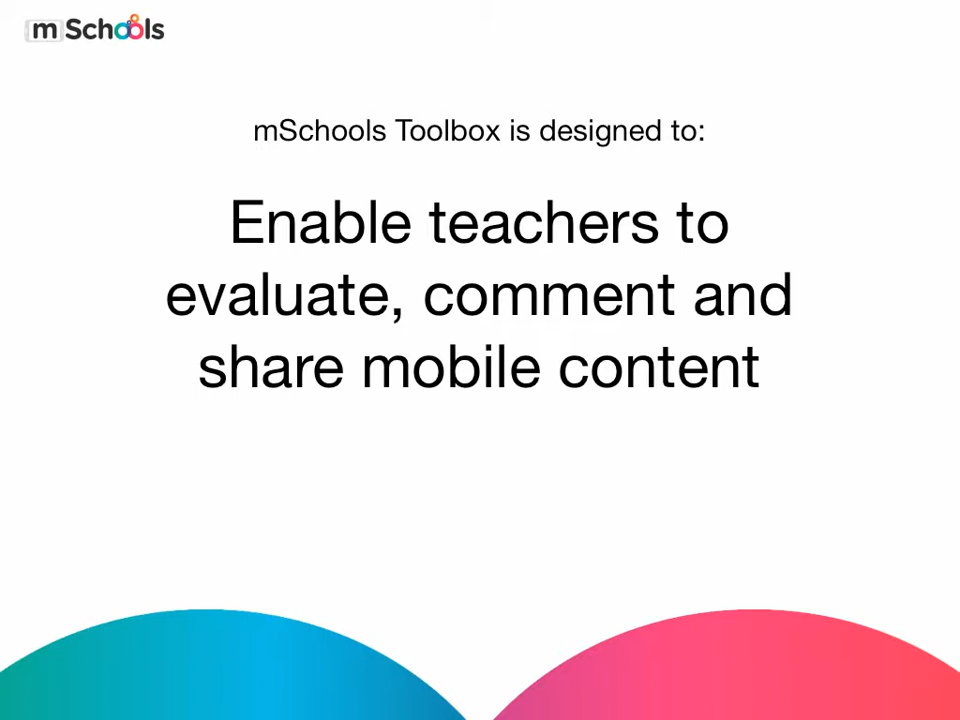 mSchools
mSchools Toolbox is designed to:
Enable teachers to
evaluate, comment and
share mobile content